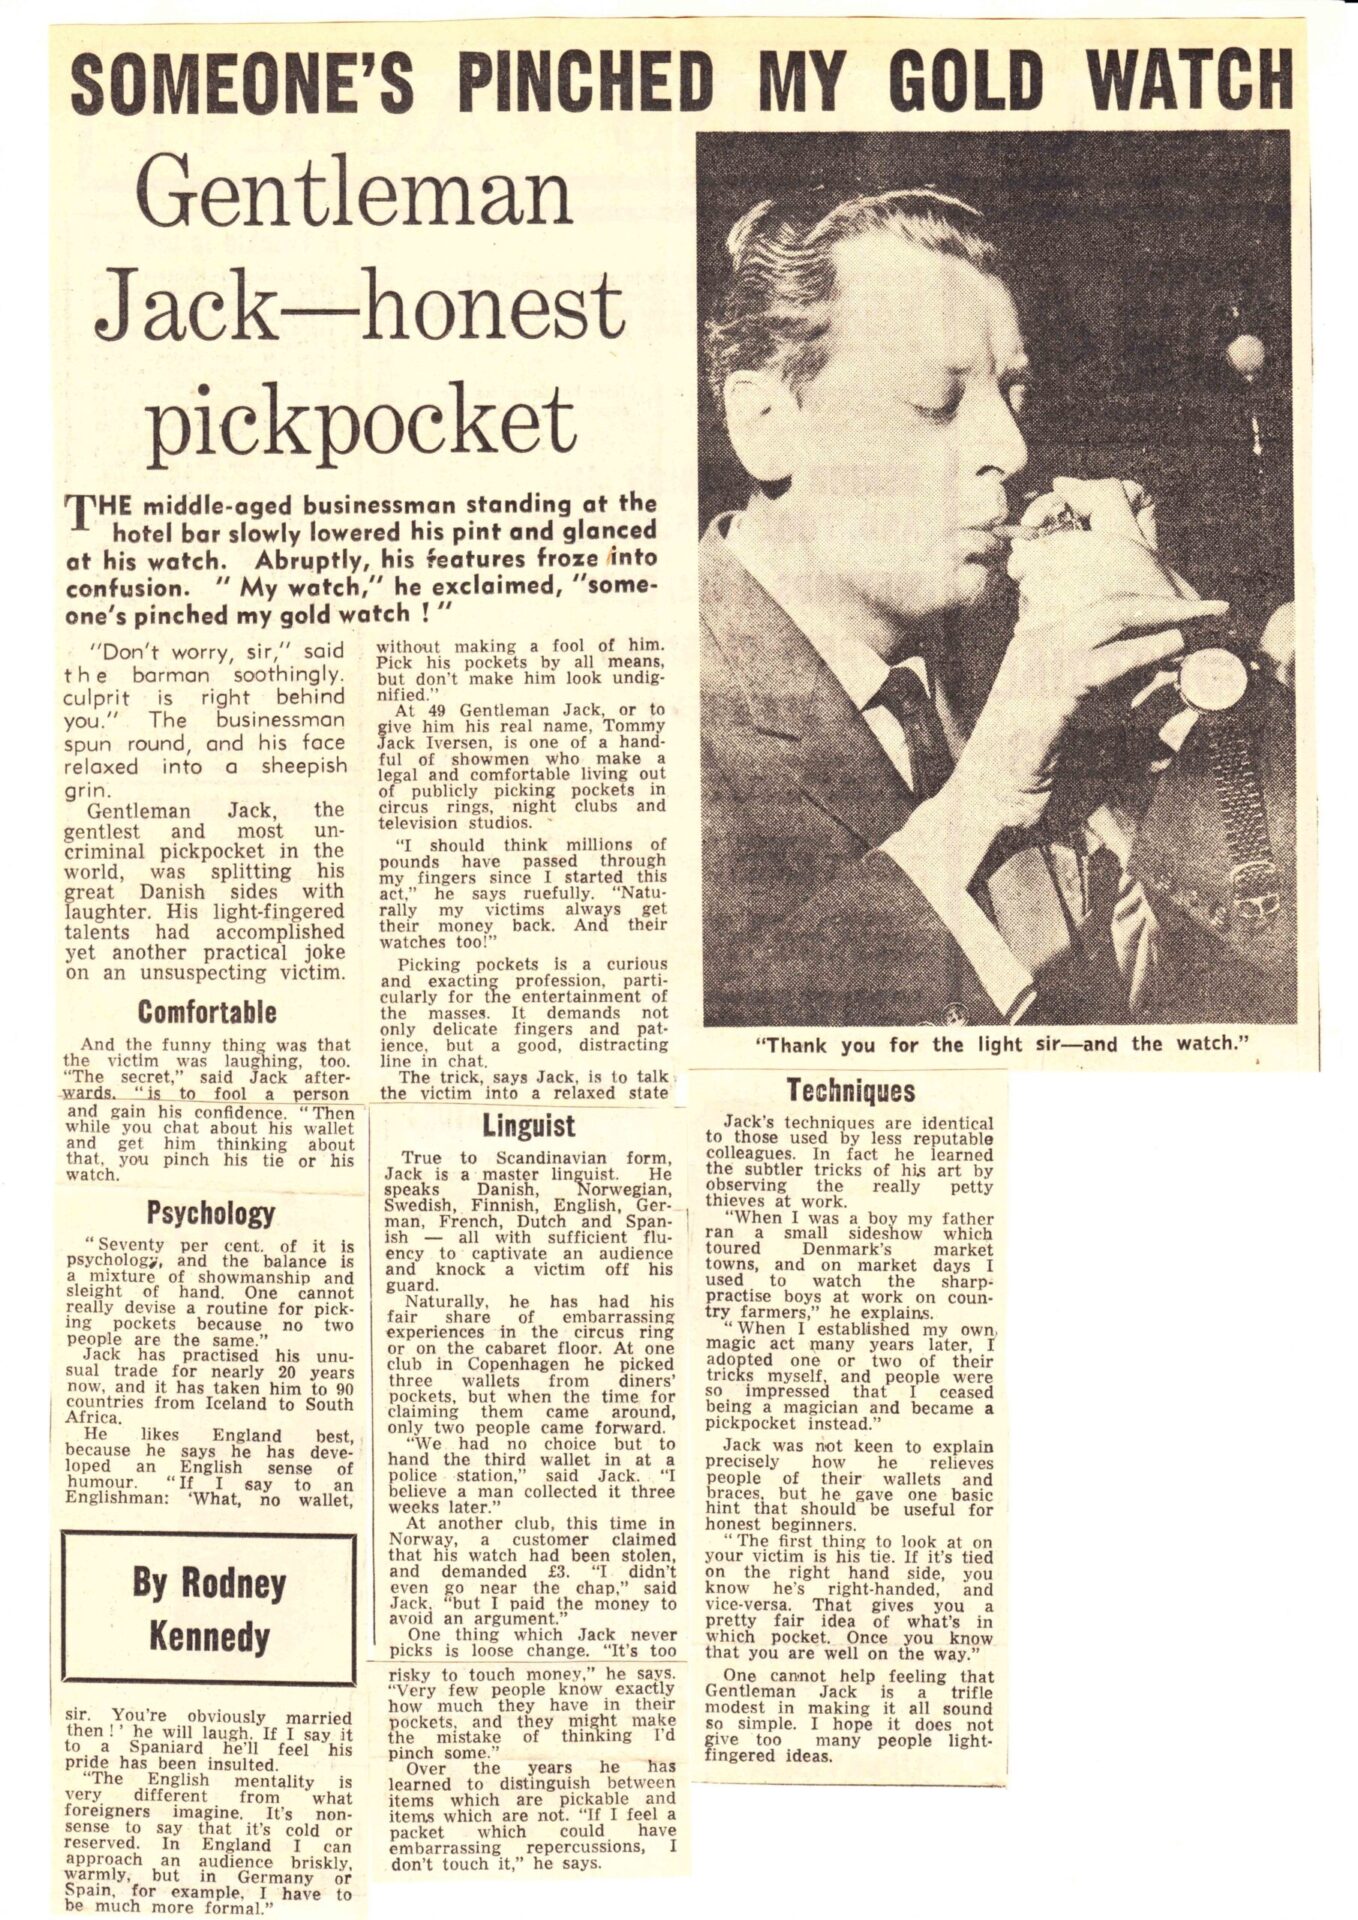 SOMEONE'S PINCHED MY GOLD WATCH
Gentleman
Jack—honest
pickpocket
THE middle-aged businessman standing at the
hotel bar slowly lowered his pint and glanced
at his watch. Abruptly, his features froze into
confusion. "My watch," he exclaimed, "some-
one's pinched my gold watch !"
"Don't worry, sir," said
the barman soothingly.
culprit is right behind
you." The businessman
spun round, and his face
relaxed into a sheepish
grin.
Gentleman Jack, the
gentlest and most un-
criminal pickpocket in the
world, was splitting his
great Danish sides with
laughter. His light-fingered
talents had accomplished
yet another practical joke
on an unsuspecting victim.
Comfortable
And the funny thing was that
the victim was laughing, too.
"The secret," said Jack after-
wards. "is to fool a person
without making a fool of him.
Pick his pockets by all means,
but don't make him look undig-
nified."
At 49 Gentleman Jack, or to
give him his real name, Tommy
Jack Iversen, is one of a hand-
ful of showmen who make a
legal and comfortable living out
of publicly picking pockets in
circus rings, night clubs and
television studios.
"I should think millions of
pounds have passed through
my fingers since I started this
act," he says ruefully. "Natu-
rally my victims always get
their money back. And their
watches too!"
Picking pockets is a curious
and exacting profession, parti-
cularly for the entertainment of
the masses. It demands not
only delicate fingers and pat-
ience, but a good, distracting
line in chat.
The trick, says Jack, is to talk
the victim into a relaxed state
and gain his confidence. "Then
while you chat about his wallet
and get him thinking about
that, you pinch his tie or his
watch.
Psychology
"Seventy per cent. of it is
psychology, and the balance is
a mixture of showmanship and
sleight of hand. One cannot
really devise a routine for pick-
ing pockets because no two
people are the same."
Jack has practised his unu-
sual trade for nearly 20 years
now, and it has taken him to 90
countries from Iceland to South
Africa.
He likes England best,
because he says he has deve-
loped an English sense of
humour. "If I say to an
Englishman: 'What, no wallet,
By Rodney
Kennedy
sir. You're obviously married
then!' he will laugh. If I say it
to a Spaniard he'll feel his
pride has been insulted.
"The English mentality is
very different from what
foreigners imagine. It's non-
sense to say that it's cold or
reserved. In England I can
approach an audience briskly,
warmly, but in Germany or
Spain, for example, I have to
be much more formal."
Linguist
True to Scandinavian form,
Jack is a master linguist. He
speaks Danish, Norwegian,
Swedish, Finnish, English, Ger-
man, French, Dutch and Span-
ish — all with sufficient flu-
ency to captivate an audience
and knock a victim off his
guard.
Naturally, he has had his
fair share of embarrassing
experiences in the circus ring
or on the cabaret floor. At one
club in Copenhagen he picked
three wallets from diners'
pockets, but when the time for
claiming them came around,
only two people came forward.
"We had no choice but to
hand the third wallet in at a
police station," said Jack. "I
believe a man collected it three
weeks later."
At another club, this time in
Norway, a customer claimed
that his watch had been stolen,
and demanded £3. "I didn't
even go near the chap," said
Jack, "but I paid the money to
avoid an argument."
One thing which Jack never
picks is loose change. "It's too
risky to touch money," he says.
"Very few people know exactly
how much they have in their
pockets, and they might make
the mistake of thinking I'd
pinch some."
Over the years he has
learned to distinguish between
items which are pickable and
items which are not. "If I feel a
packet which could have
embarrassing repercussions, I
don't touch it," he says.
"Thank you for the light sir—and the watch."
Techniques
Jack's techniques are identical
to those used by less reputable
colleagues. In fact he learned
the subtler tricks of his art by
observing the really petty
thieves at work.
"When I was a boy my father
ran a small sideshow which
toured Denmark's market
towns, and on market days I
used to watch the sharp-
practise boys at work on coun-
try farmers," he explains.
"When I established my own
magic act many years later, I
adopted one or two of their
tricks myself, and people were
so impressed that I ceased
being a magician and became a
pickpocket instead."
Jack was not keen to explain
precisely how he relieves
people of their wallets and
braces, but he gave one basic
hint that should be useful for
honest beginners.
"The first thing to look at on
your victim is his tie. If it's tied
on the right hand side, you
know he's right-handed, and
vice-versa. That gives you a
pretty fair idea of what's in
which pocket. Once you know
that you are well on the way."
One cannot help feeling that
Gentleman Jack is a trifle
modest in making it all sound
so simple. I hope it does not
give too many people light-
fingered ideas.